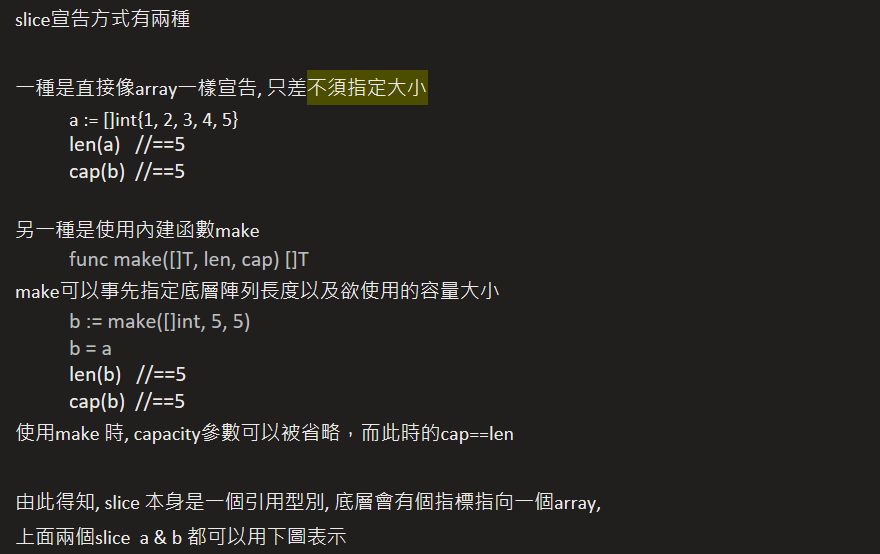 slice宣告方式有兩種
一種是直接像array一樣宣告, 只差不須指定大小
a := []int{1, 2, 3, 4, 5}
len(a) //==5
cap(b) //==5
另一種是使用內建函數make
func make([]T, len, cap) []T
make可以事先指定底層陣列長度以及欲使用的容量大小
b := make([]int, 5, 5)
b = a
len(b) //==5
cap(b) //==5
使用make 時, capacity參數可以被省略，而此時的cap==len
由此得知, slice 本身是一個引用型別, 底層會有個指標指向一個array,
上面兩個slice a & b 都可以用下圖表示